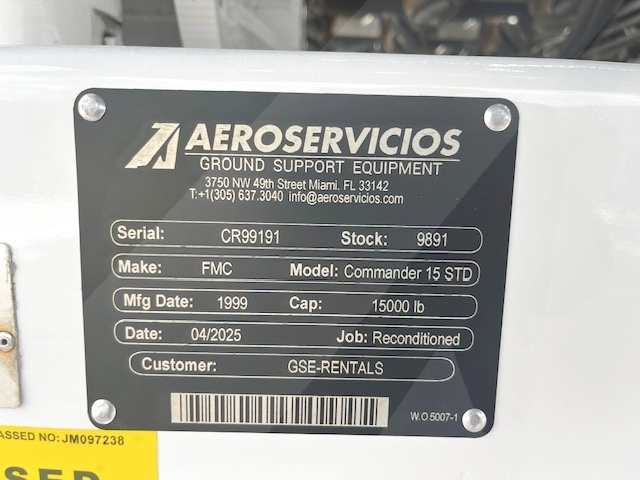 AEROSERVICIOS
GROUND SUPPORT EQUIPMENT
3750 NW 49th Street Miami. FL 33142
T:+1(305) 637.3040 info@aeroservicios.com
Serial: CR99191 Stock: 9891
Make: FMC Model: Commander 15 STD
Mfg Date: 1999 Cap: 15000 lb
Date: 04/2025 Job: Reconditioned
Customer: GSE-RENTALS
W.O 5007-1
ASSED NO: JM097238